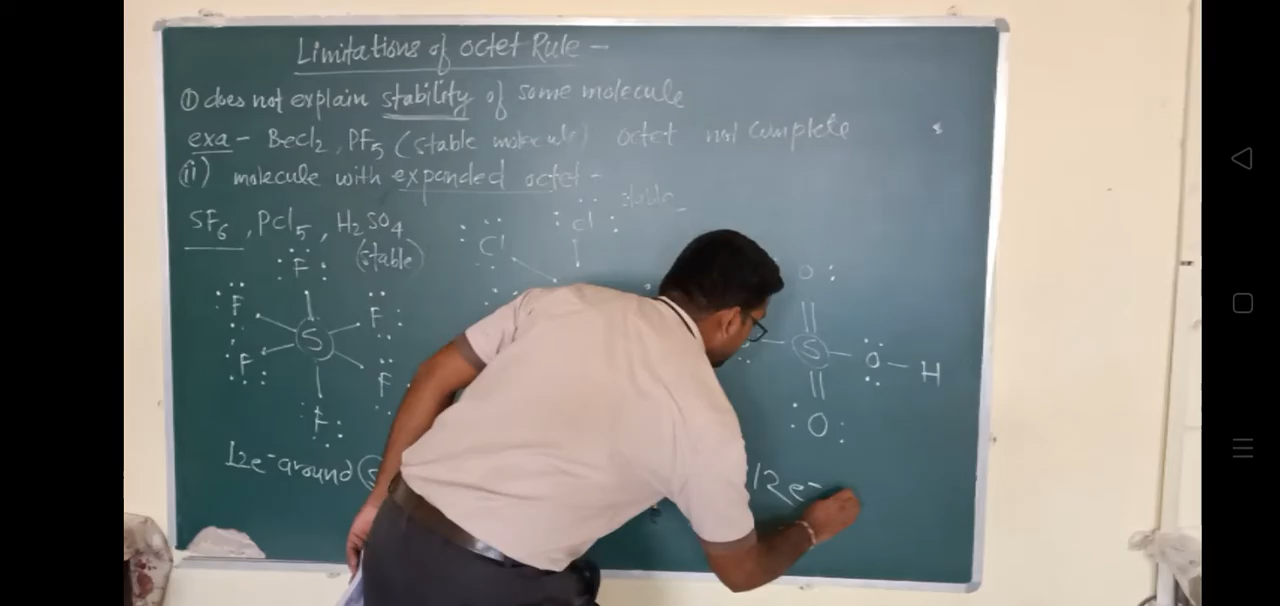 Limitations of octet Rule -
(i) does not explain stability of some molecule
exa - BeCl2, PF5 (stable molecule) octet not complete
(ii) molecule with expanded octet -
stable
SF6, PCl5, H2SO4
(stable)
Cl Cl
F
F F
S
F F
F
O
S O - H
O
12e- around S
12e-